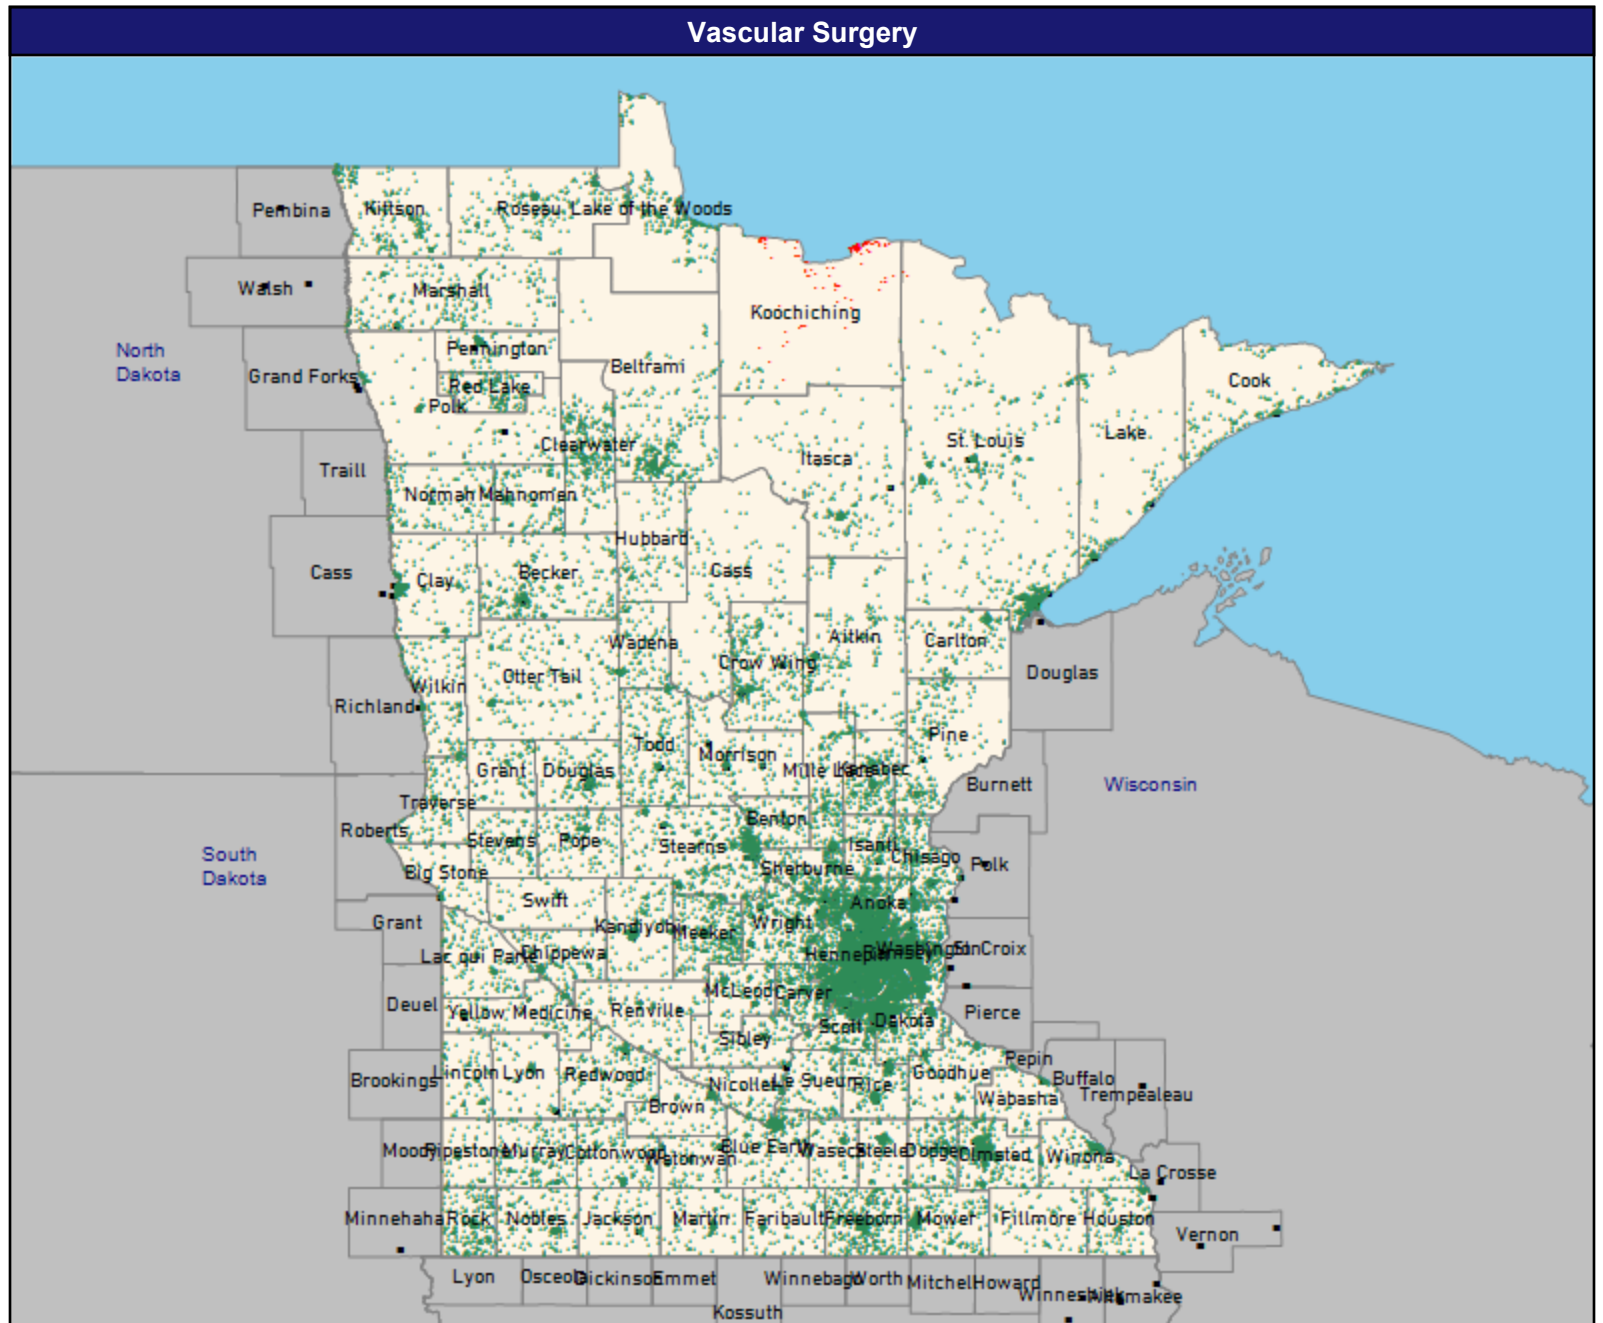 Vascular Surgery
Pembina
Kittson
Roseau
Lake of the Woods
Walsh
Marshall
Koochiching
North
Dakota
Pennington
Grand Forks
Beltrami
Red Lake
Cook
Polk
Clearwater
St. Louis
Lake
Itasca
Traill
Norman
Mahnomen
Hubbard
Cass
Clay
Becker
Cass
Wadena
Aitkin
Carlton
Crow Wing
Otter Tail
Douglas
Wilkin
Richland
Pine
Todd
Morrison
Grant
Douglas
Mille Lacs
Kanabec
Burnett
Wisconsin
Traverse
Roberts
Stevens
Pope
Benton
Stearns
Isanti
Chisago
South
Dakota
Big Stone
Sherburne
Polk
Swift
Anoka
Grant
Kandiyohi
Meeker
Wright
Lac qui Parle
Chippewa
Hennepin
Ramsey
Washington
St. Croix
McLeod
Carver
Deuel
Yellow Medicine
Renville
Pierce
Scott
Dakota
Sibley
Pepin
Brookings
Lincoln
Lyon
Redwood
Nicollet
Le Sueur
Rice
Goodhue
Buffalo
Trempealeau
Wabasha
Brown
Moody
Pipestone
Murray
Cottonwood
Watonwan
Blue Earth
Waseca
Steele
Dodge
Olmsted
Winona
La Crosse
Minnehaha
Rock
Nobles
Jackson
Martin
Faribault
Freeborn
Mower
Fillmore
Houston
Vernon
Lyon
Osceola
Dickinson
Emmet
Winnebago
Worth
Mitchell
Howard
Winneshiek
Allamakee
Kossuth